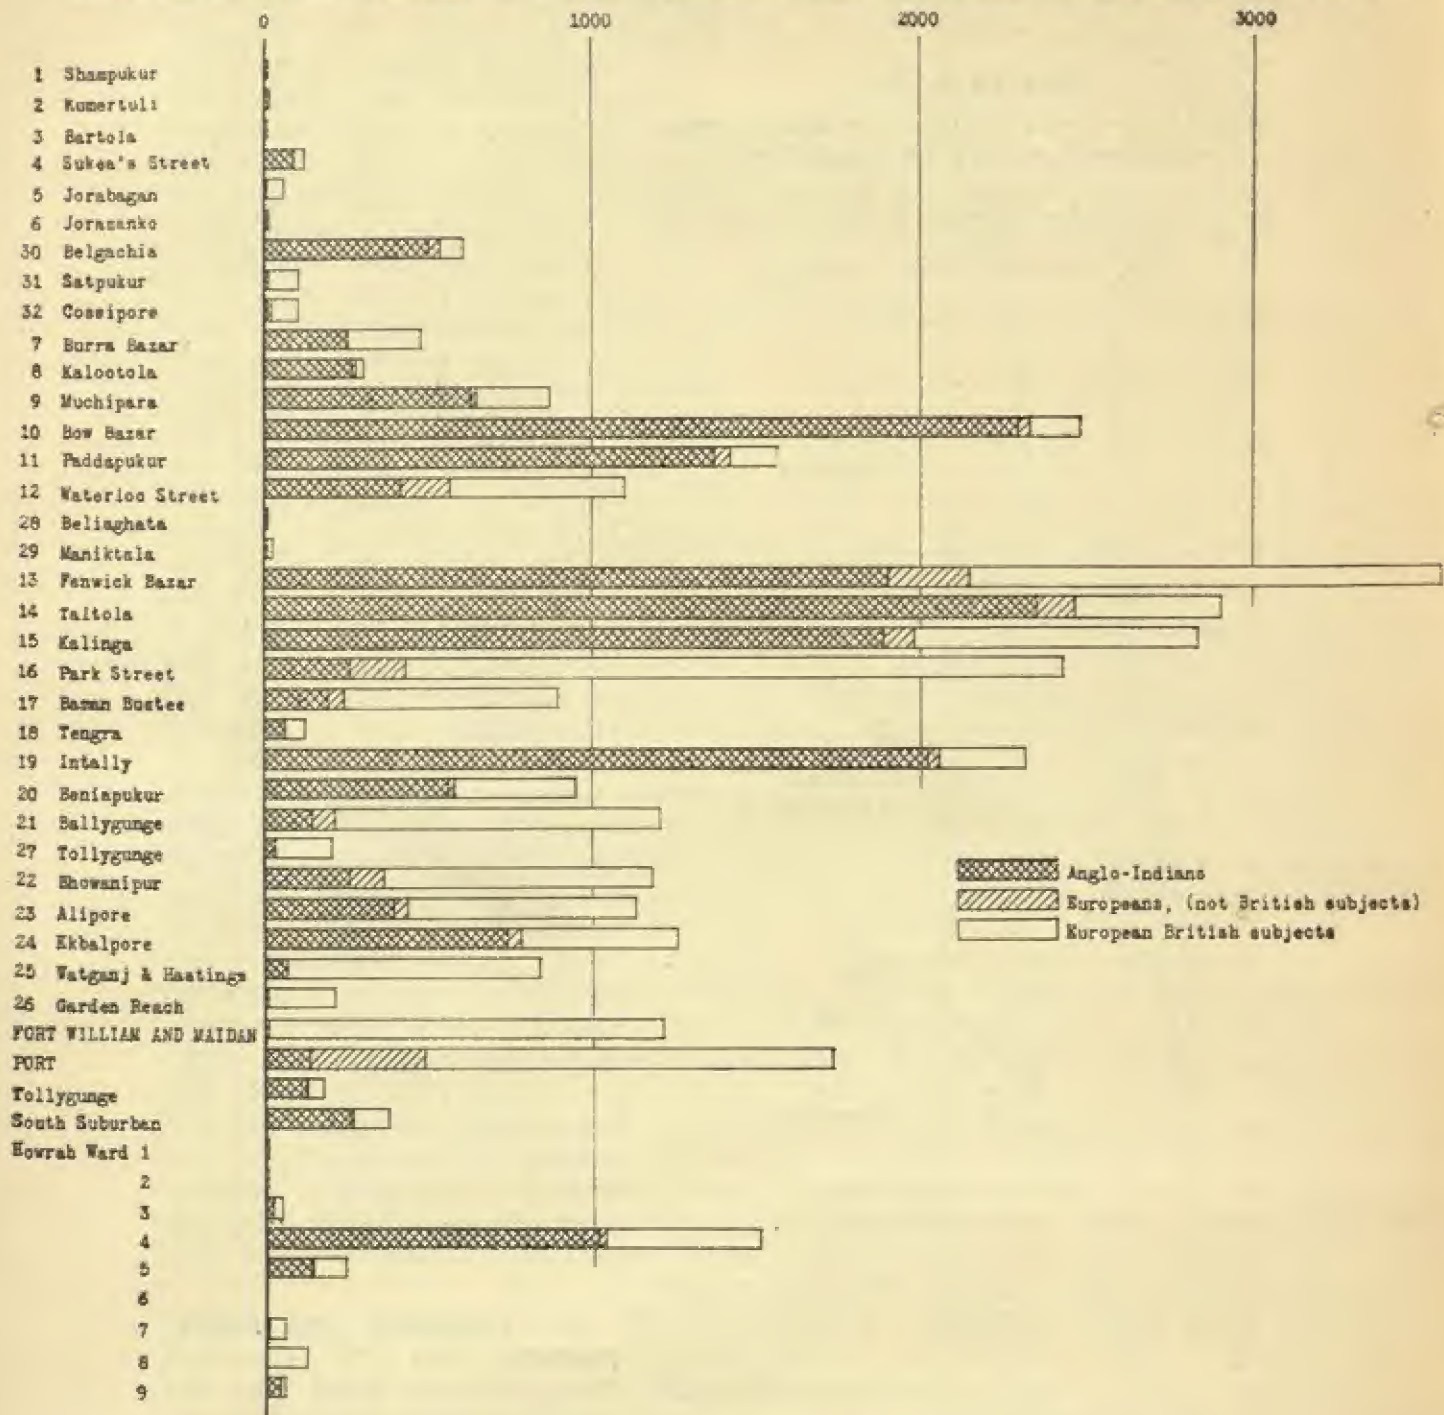 0 1000 2000 3000
1 Shampukur
2 Kumertuli
3 Bartola
4 Sukea's Street
5 Jorabagan
6 Jorasanko
30 Belgachia
31 Satpukur
32 Cossipore
7 Burra Bazar
8 Kalootola
9 Muchipara
10 Bow Bazar
11 Paddapukur
12 Waterloo Street
28 Beliaghata
29 Maniktala
13 Fenwick Bazar
14 Taltola
15 Kalinga
16 Park Street
17 Baman Bustee
18 Tengra
19 Intally
20 Beniapukur
21 Ballygunge
27 Tollygunge
22 Bhowanipur
23 Alipore
24 Ekbalpore
25 Watganj & Hastings
26 Garden Reach
FORT WILLIAM AND MAIDAN
PORT
Tollygunge
South Suburban
Howrah Ward 1
2
3
4
5
6
7
8
9
Anglo-Indians
Europeans, (not British subjects)
European British subjects